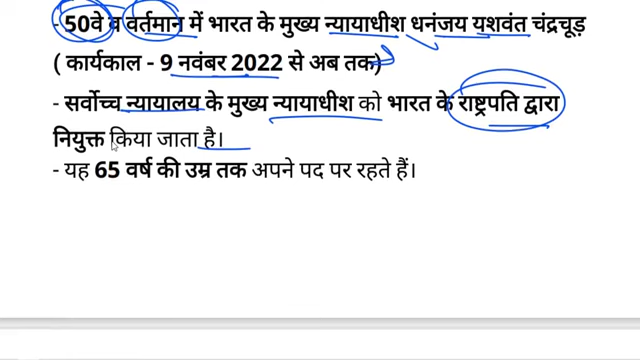 - 50वे व वर्तमान में भारत के मुख्य न्यायाधीश धनंजय यशवंत चंद्रचूड़
( कार्यकाल - 9 नवंबर 2022 से अब तक)
- सर्वोच्च न्यायालय के मुख्य न्यायाधीश को भारत के राष्ट्रपति द्वारा
नियुक्त किया जाता है।
- यह 65 वर्ष की उम्र तक अपने पद पर रहते हैं।